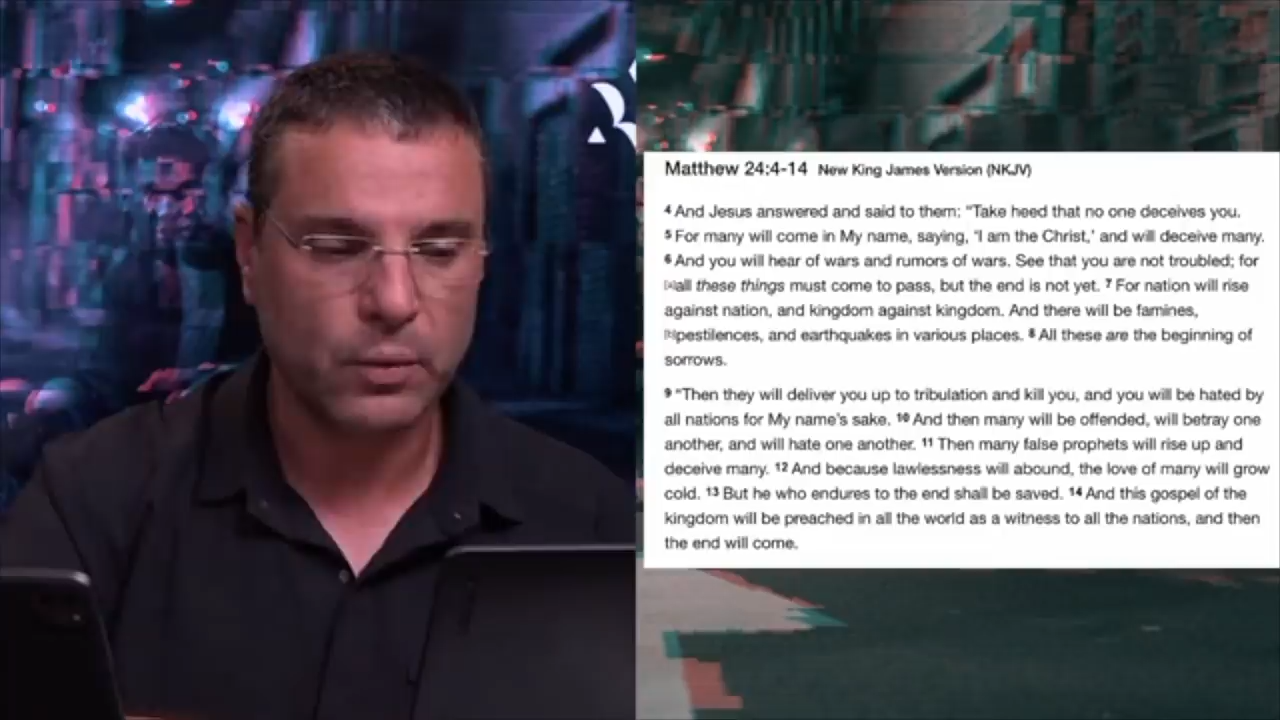 Matthew 24:4-14 New King James Version (NKJV)
4 And Jesus answered and said to them: “Take heed that no one deceives you.
5 For many will come in My name, saying, ‘I am the Christ,’ and will deceive many.
6 And you will hear of wars and rumors of wars. See that you are not troubled; for
[a]all these things must come to pass, but the end is not yet. 7 For nation will rise
against nation, and kingdom against kingdom. And there will be famines,
[b]pestilences, and earthquakes in various places. 8 All these are the beginning of
sorrows.
9 “Then they will deliver you up to tribulation and kill you, and you will be hated by
all nations for My name’s sake. 10 And then many will be offended, will betray one
another, and will hate one another. 11 Then many false prophets will rise up and
deceive many. 12 And because lawlessness will abound, the love of many will grow
cold. 13 But he who endures to the end shall be saved. 14 And this gospel of the
kingdom will be preached in all the world as a witness to all the nations, and then
the end will come.